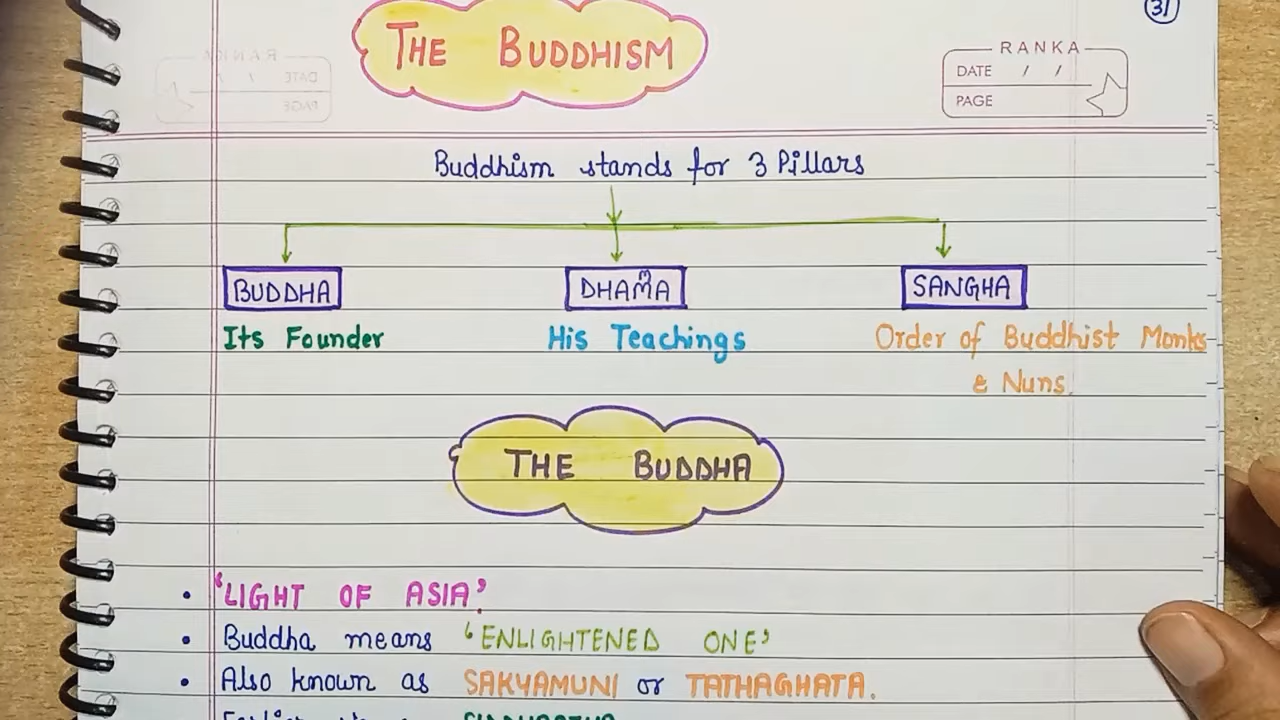 31
THE BUDDHISM
RANKA
DATE / /
PAGE
Buddhism stands for 3 Pillars
BUDDHA DHAMMA SANGHA
Its Founder His Teachings Order of Buddhist Monks
& Nuns.
THE BUDDHA
• 'LIGHT OF ASIA'.
• Buddha means 'ENLIGHTENED ONE'
• Also known as SAKYAMUNI or TATHAGHATA.